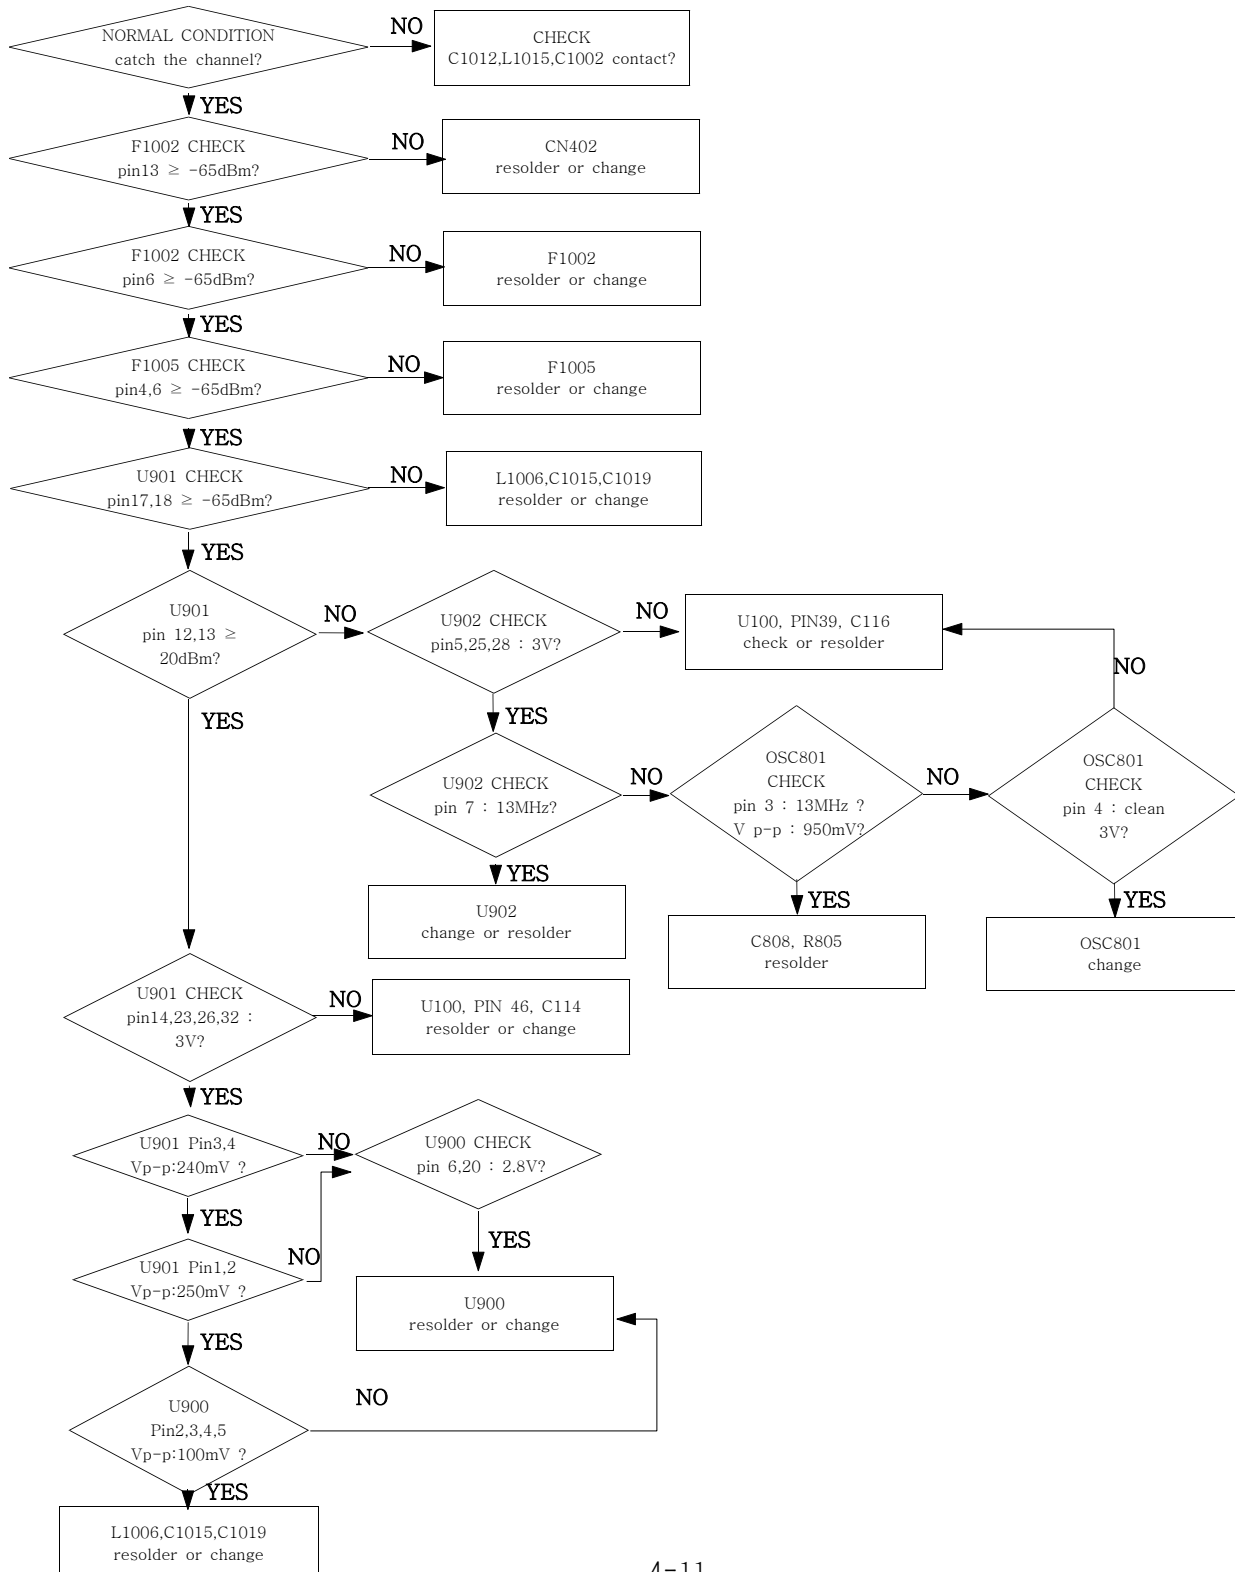 NORMAL CONDITION
catch the channel?
NO
CHECK
C1012,L1015,C1002 contact?
YES
F1002 CHECK
pin13 ≥ -65dBm?
NO
CN402
resolder or change
YES
F1002 CHECK
pin6 ≥ -65dBm?
NO
F1002
resolder or change
YES
F1005 CHECK
pin4,6 ≥ -65dBm?
NO
F1005
resolder or change
YES
U901 CHECK
pin17,18 ≥ -65dBm?
NO
L1006,C1015,C1019
resolder or change
YES
U901
pin 12,13 ≥
20dBm?
NO
U902 CHECK
pin5,25,28 : 3V?
NO
U100, PIN39, C116
check or resolder
NO
YES
YES
U902 CHECK
pin 7 : 13MHz?
NO
OSC801
CHECK
pin 3 : 13MHz ?
V p-p : 950mV?
NO
OSC801
CHECK
pin 4 : clean
3V?
YES
U902
change or resolder
YES
C808, R805
resolder
YES
OSC801
change
U901 CHECK
pin14,23,26,32 :
3V?
NO
U100, PIN 46, C114
resolder or change
YES
U901 Pin3,4
Vp-p:240mV ?
NO
U900 CHECK
pin 6,20 : 2.8V?
YES
YES
U901 Pin1,2
Vp-p:250mV ?
NO
U900
resolder or change
YES
U900
Pin2,3,4,5
Vp-p:100mV ?
NO
YES
L1006,C1015,C1019
resolder or change
4-11